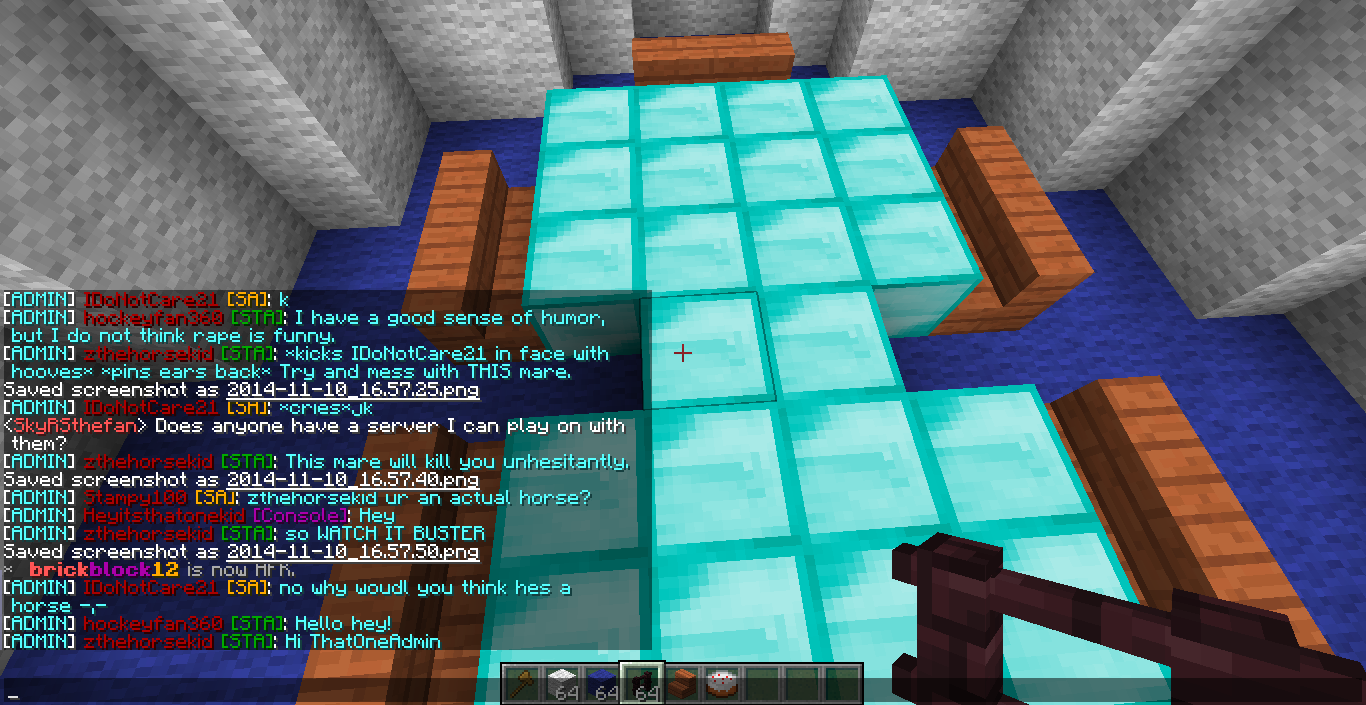 [ADMIN] IDoNotCare21 [SA]: k
[ADMIN] hockeyfan360 [STA]: I have a good sense of humor,
but I do not think rape is funny.
[ADMIN] zthehorsekid [STA]: *kicks IDoNotCare21 in face with
hooves* *pins ears back* Try and mess with THIS mare.
Saved screenshot as 2014-11-10_16.57.25.png
[ADMIN] IDoNotCare21 [SA]: *cries*jk
<SkyRSthefan> Does anyone have a server I can play on with
them?
[ADMIN] zthehorsekid [STA]: This mare will kill you unhesitantly.
Saved screenshot as 2014-11-10_16.57.40.png
[ADMIN] Stampy100 [SA]: zthehorsekid ur an actual horse?
[ADMIN] Heyitsthatonekid [Console]: Hey
[ADMIN] zthehorsekid [STA]: so WATCH IT BUSTER
Saved screenshot as 2014-11-10_16.57.50.png
* brickblock12 is now AFK.
[ADMIN] IDoNotCare21 [SA]: no why woudl you think hes a
horse -,-
[ADMIN] hockeyfan360 [STA]: Hello hey!
[ADMIN] zthehorsekid [STA]: Hi ThatOneAdmin
_
64 64 64